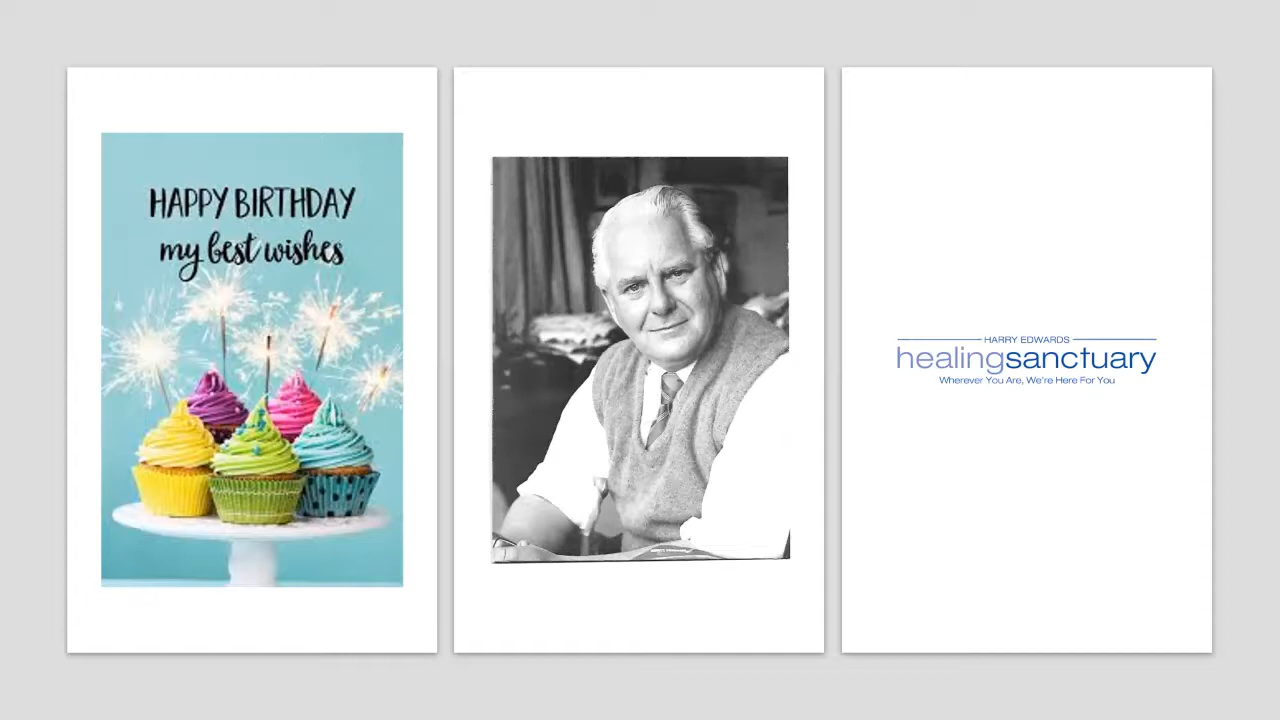 HAPPY BIRTHDAY
my best wishes
HARRY EDWARDS
healingsanctuary
Wherever You Are, We're Here For You